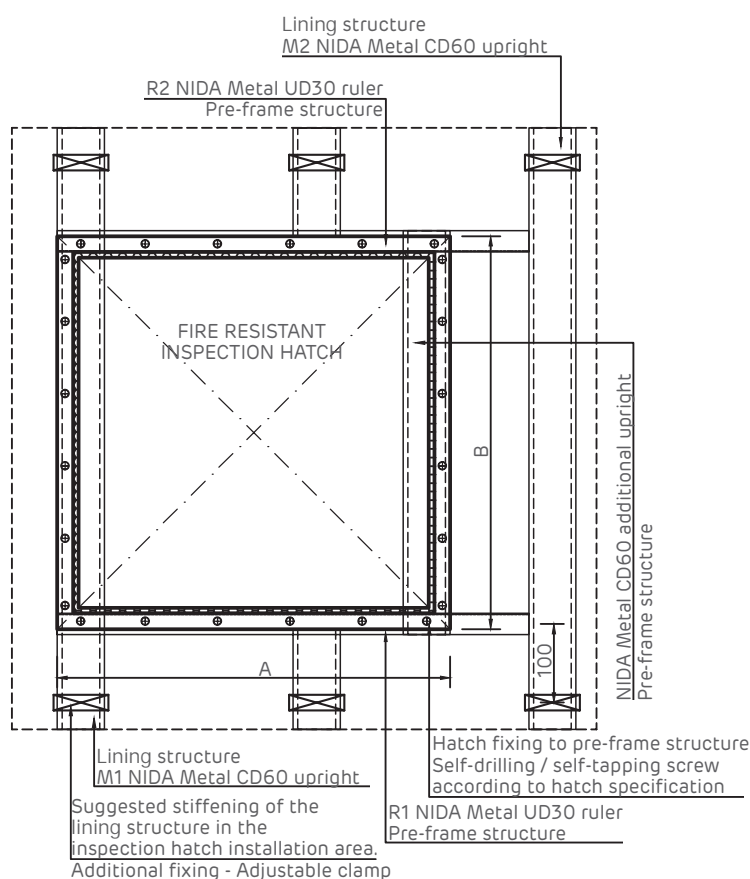 Lining structure
M2 NIDA Metal CD60 upright
R2 NIDA Metal UD30 ruler
Pre-frame structure
FIRE RESISTANT
INSPECTION HATCH
B
NIDA Metal CD60 additional upright
Pre-frame structure
100
A
Lining structure
M1 NIDA Metal CD60 upright
Hatch fixing to pre-frame structure
Self-drilling / self-tapping screw
according to hatch specification
Suggested stiffening of the
lining structure in the
inspection hatch installation area.
Additional fixing - Adjustable clamp
R1 NIDA Metal UD30 ruler
Pre-frame structure